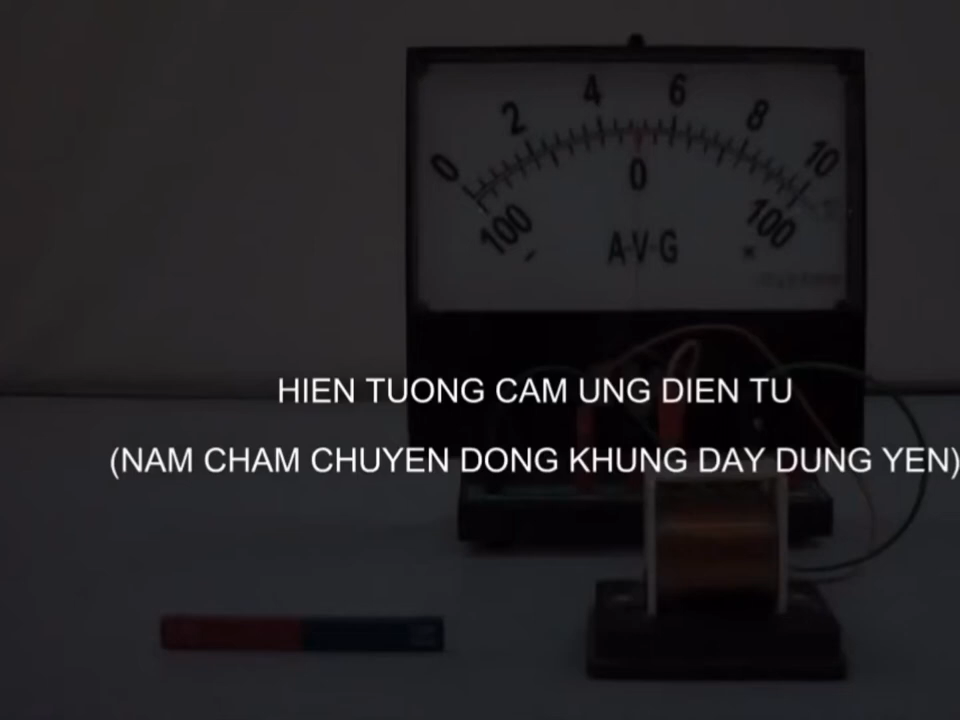 0 2 4 6 8 10
100 0 100
- A·V·G
HIEN TUONG CAM UNG DIEN TU
(NAM CHAM CHUYEN DONG KHUNG DAY DUNG YEN)